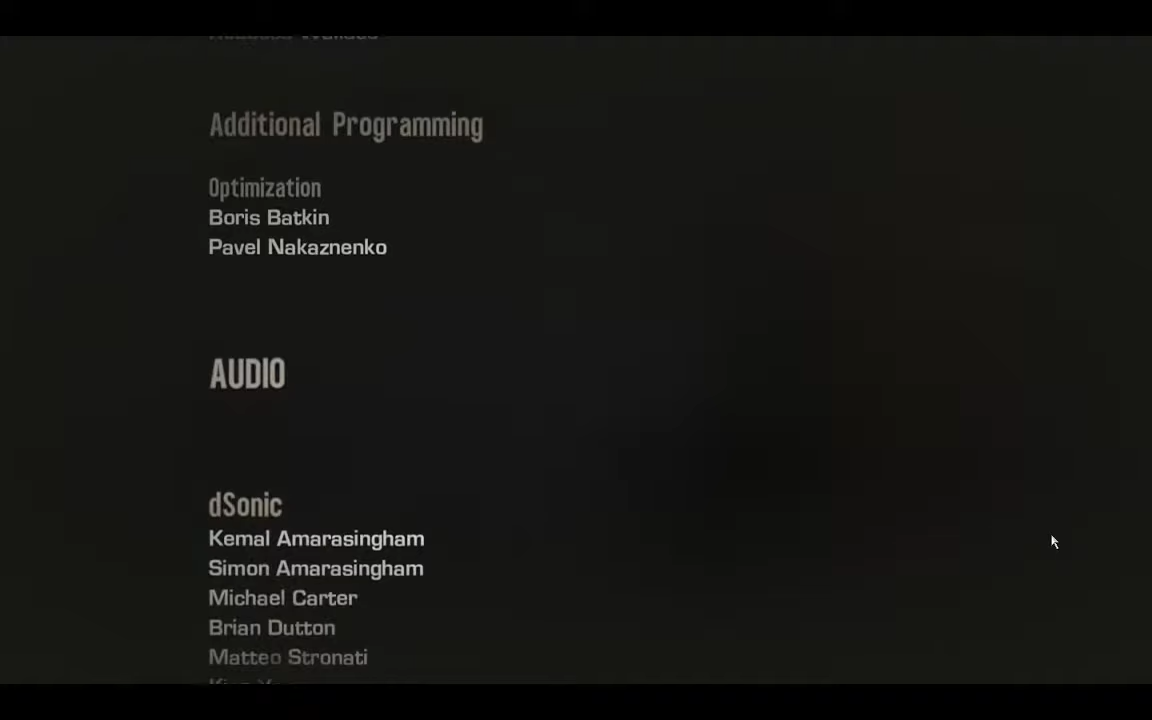 Additional Programming
Optimization
Boris Batkin
Pavel Nakaznenko
AUDIO
dSonic
Kemal Amarasingham
Simon Amarasingham
Michael Carter
Brian Dutton
Matteo Stronati